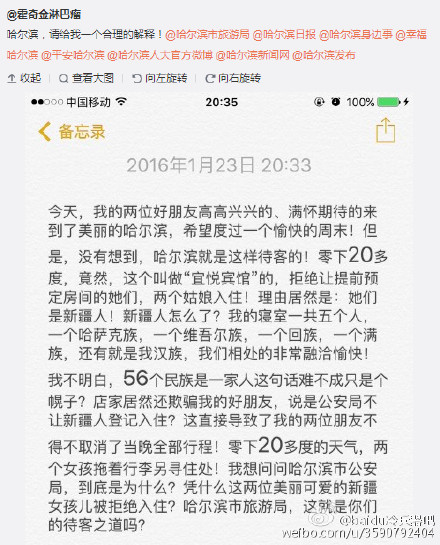 @霍奇金淋巴瘤
哈尔滨，请给我一个合理的解释！@哈尔滨市旅游局 @哈尔滨日报 @哈尔滨身边事 @幸福
哈尔滨 @平安哈尔滨 @哈尔滨人大官方微博 @哈尔滨新闻网 @哈尔滨发布
收起 查看大图 向左旋转 向右旋转
中国移动 20:35 100%
备忘录
2016年1月23日 20:33
今天，我的两位好朋友高高兴兴的、满怀期待的来
到了美丽的哈尔滨，希望度过一个愉快的周末！但
是，没有想到，哈尔滨就是这样待客的！零下20多
度，竟然，这个叫做“宜悦宾馆”的，拒绝让提前预
定房间的她们，两个姑娘入住！理由居然是：她们
是新疆人！新疆人怎么了？我的寝室一共五个人，
一个哈萨克族，一个维吾尔族，一个回族，一个满
族，还有就是我汉族，我们相处的非常融洽愉快！
我不明白，56个民族是一家人这句话难不成只是个
幌子？店家居然还欺骗我的好朋友，说是公安局不
让新疆人登记入住？这直接导致了我的两位朋友不
得不取消了当晚全部行程！零下20多度的天气，两
个女孩拖着行李另寻住处！我想问问哈尔滨市公安
局，到底是为什么？凭什么这两位美丽可爱的新疆
女孩儿被拒绝入住？哈尔滨市旅游局，这就是你们
的待客之道吗？
@baidu冷兵器吧
weibo.com/u/3590792404